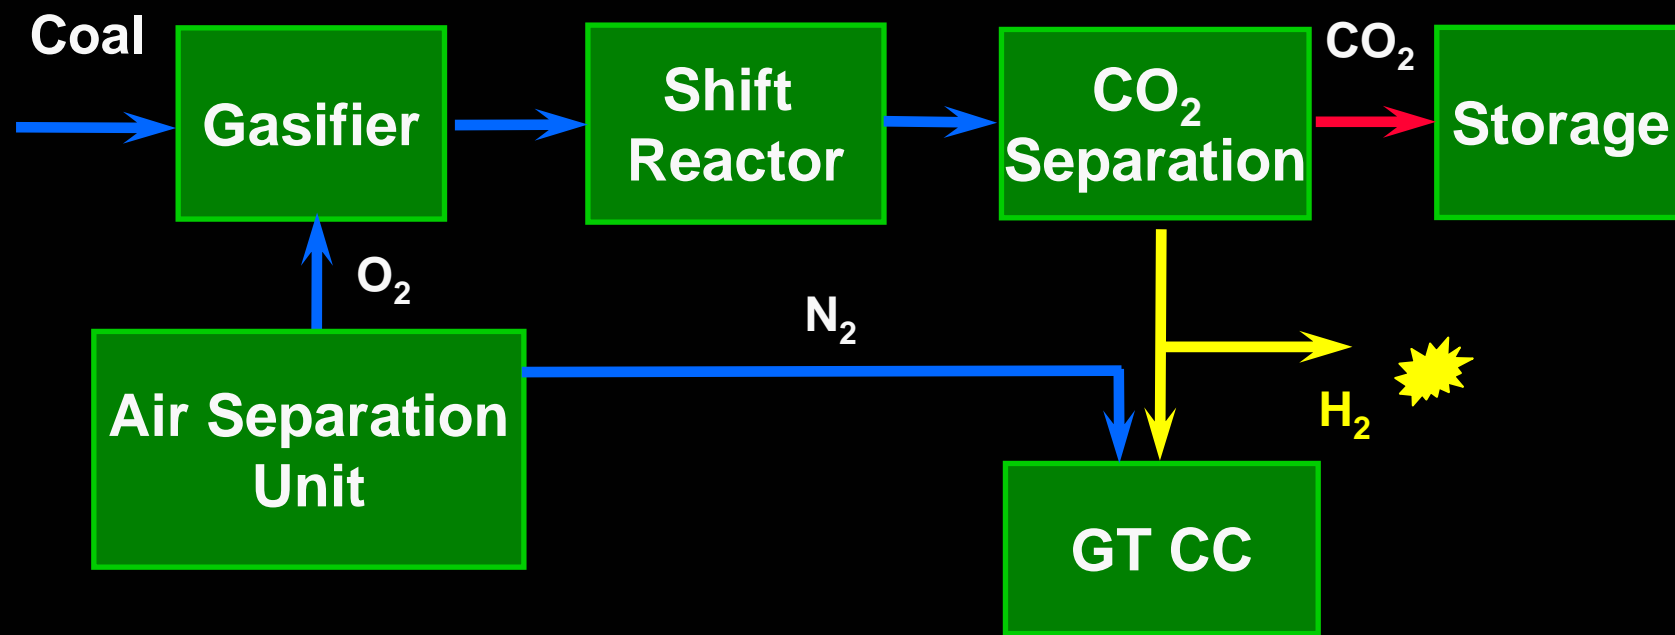 Coal
Gasifier
Shift
Reactor
CO₂
Separation
CO₂
Storage
O₂
N₂
H₂
Air Separation
Unit
GT CC